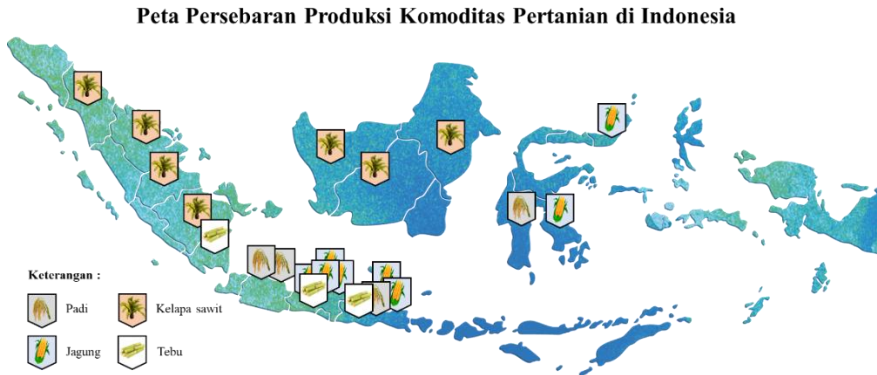 Peta Persebaran Produksi Komoditas Pertanian di Indonesia
Keterangan :
Padi
Kelapa sawit
Jagung
Tebu